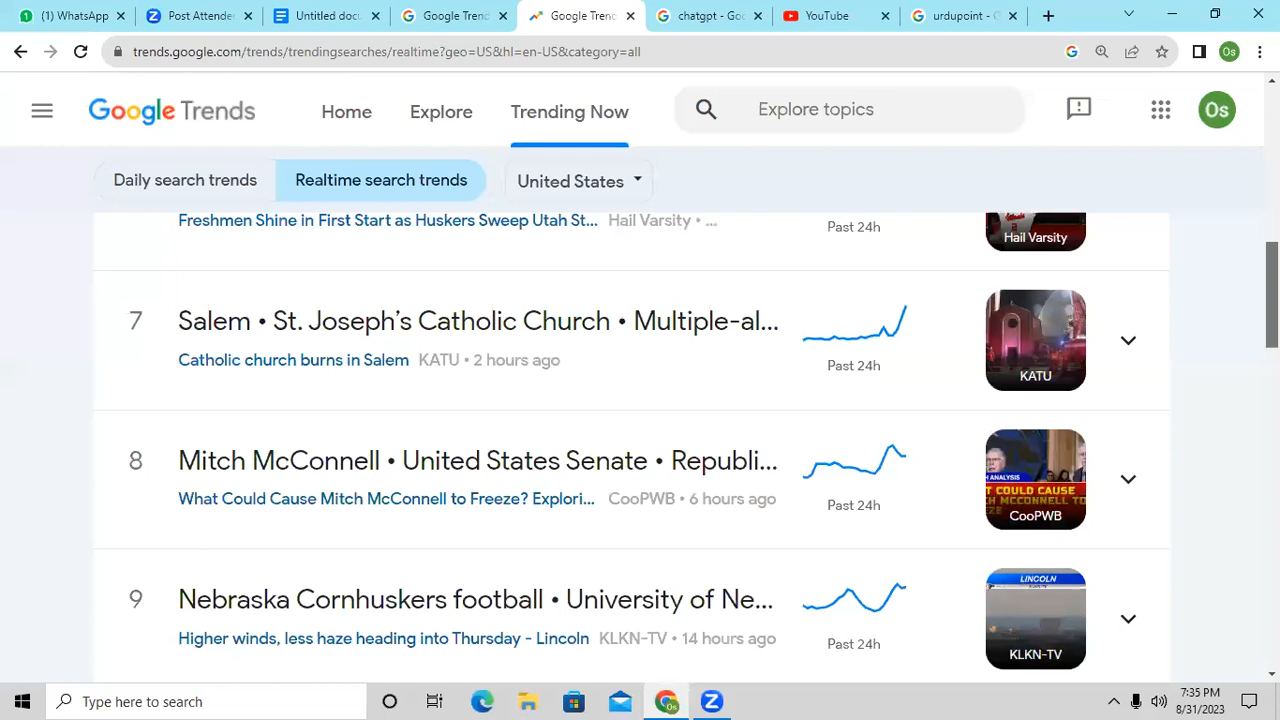 (1) WhatsApp
Post Attendee
Untitled doc
Google Trend
Google Trend
chatgpt - Goo
YouTube
urdupoint - G
trends.google.com/trends/trendingsearches/realtime?geo=US&hl=en-US&category=all
Os
Google Trends
Home
Explore
Trending Now
Explore topics
Os
Daily search trends
Realtime search trends
United States
Freshmen Shine in First Start as Huskers Sweep Utah St... Hail Varsity • ...
Past 24h
Hail Varsity
7
Salem • St. Joseph’s Catholic Church • Multiple-al...
Catholic church burns in Salem KATU • 2 hours ago
Past 24h
KATU
8
Mitch McConnell • United States Senate • Republi...
What Could Cause Mitch McConnell to Freeze? Explori... CooPWB • 6 hours ago
Past 24h
ANALYSIS
T COULD CAUSE
CH MCCONNELL TO
CooPWB
9
Nebraska Cornhuskers football • University of Ne...
Higher winds, less haze heading into Thursday - Lincoln KLKN-TV • 14 hours ago
Past 24h
LINCOLN
KLKN-TV
Type here to search
7:35 PM
8/31/2023